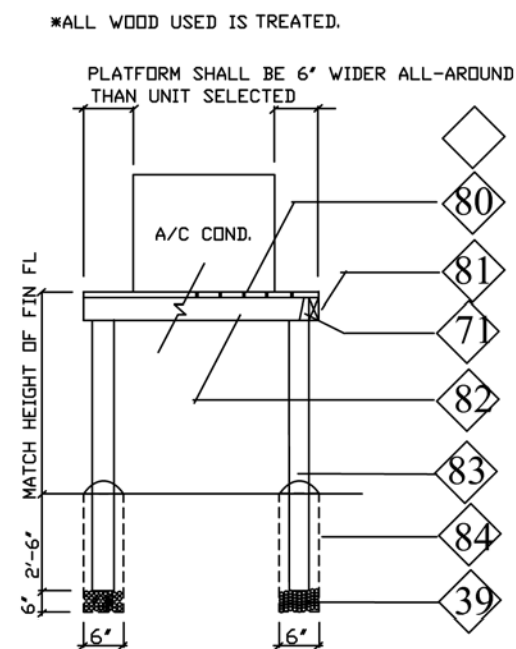 *ALL WOOD USED IS TREATED.
PLATFORM SHALL BE 6" WIDER ALL-AROUND
THAN UNIT SELECTED
A/C COND.
80
81
71
82
83
84
39
MATCH HEIGHT OF FIN FL
2'-6"
6"
6"
6"